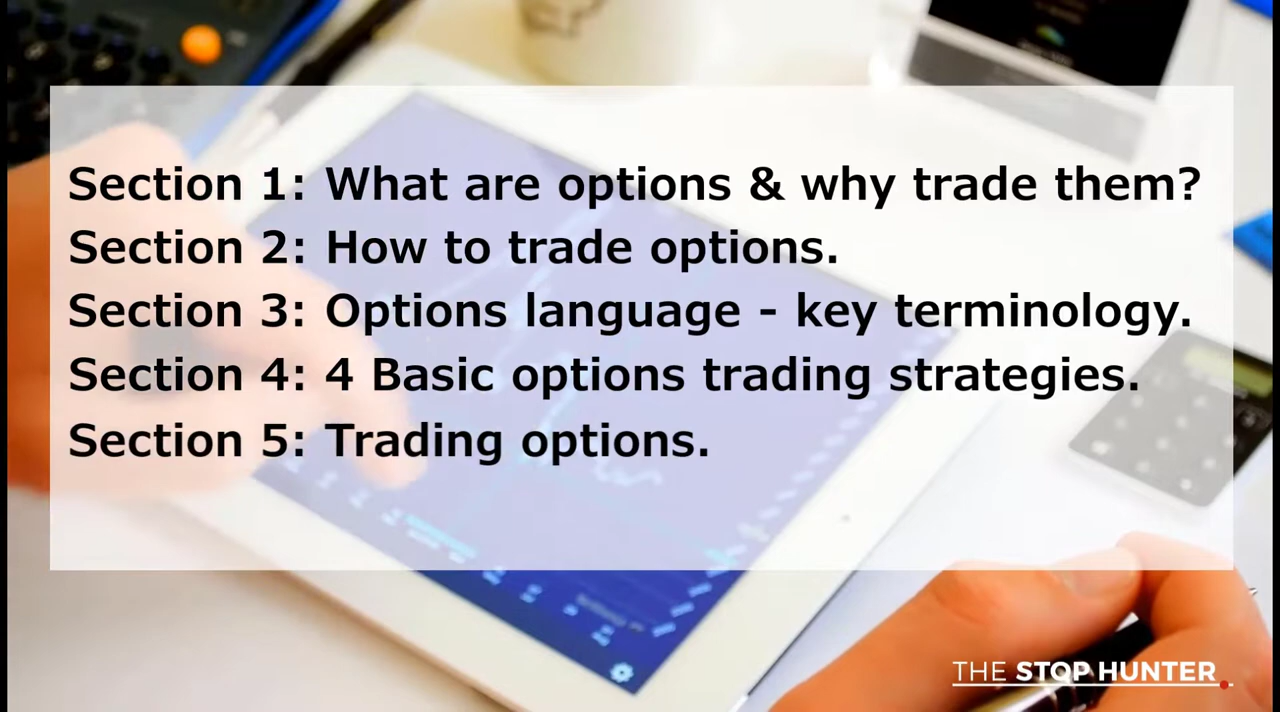 Section 1: What are options & why trade them?
Section 2: How to trade options.
Section 3: Options language - key terminology.
Section 4: 4 Basic options trading strategies.
Section 5: Trading options.
THE STOP HUNTER.